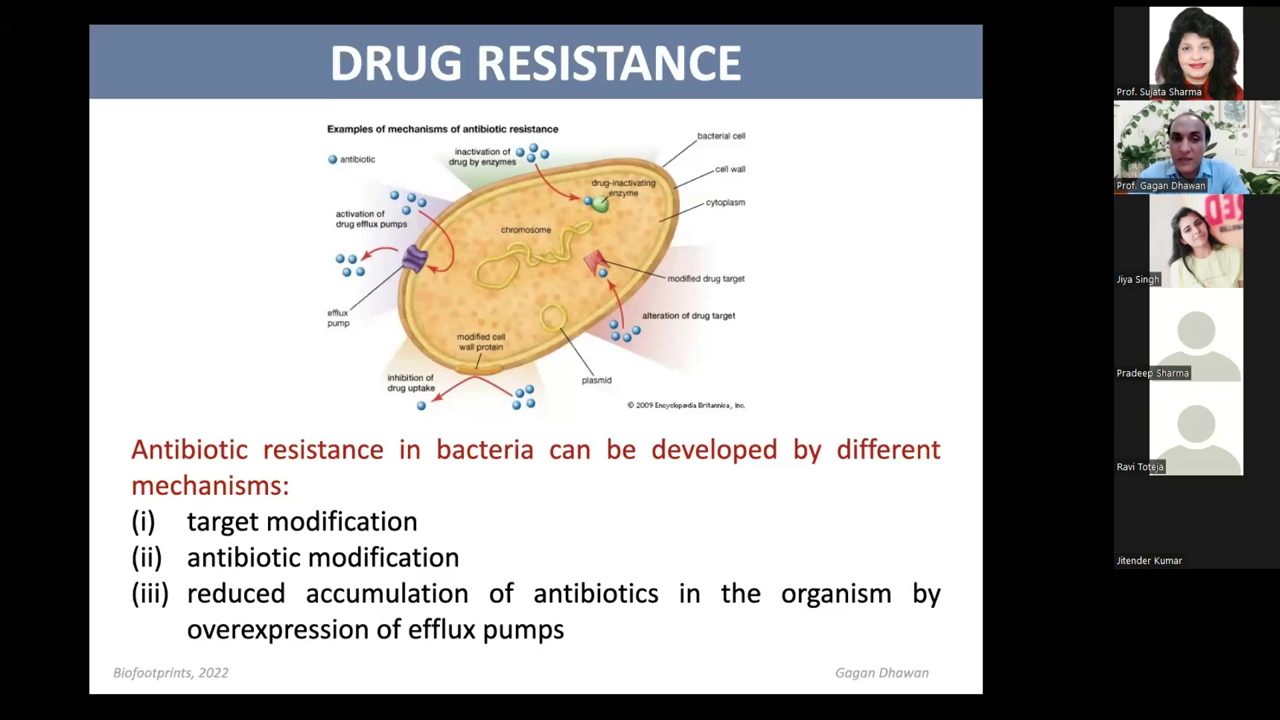 DRUG RESISTANCE
Examples of mechanisms of antibiotic resistance
antibiotic
inactivation of
drug by enzymes
bacterial cell
cell wall
drug-inactivating
enzyme
cytoplasm
activation of
drug efflux pumps
chromosome
modified drug target
efflux
pump
alteration of drug target
modified cell
wall protein
inhibition of
drug uptake
plasmid
© 2009 Encyclopædia Britannica, Inc.
Antibiotic resistance in bacteria can be developed by different
mechanisms:
(i) target modification
(ii) antibiotic modification
(iii) reduced accumulation of antibiotics in the organism by
overexpression of efflux pumps
Biofootprints, 2022
Gagan Dhawan
Prof. Sujata Sharma
Prof. Gagan Dhawan
Jiya Singh
Pradeep Sharma
Ravi Toteja
Jitender Kumar